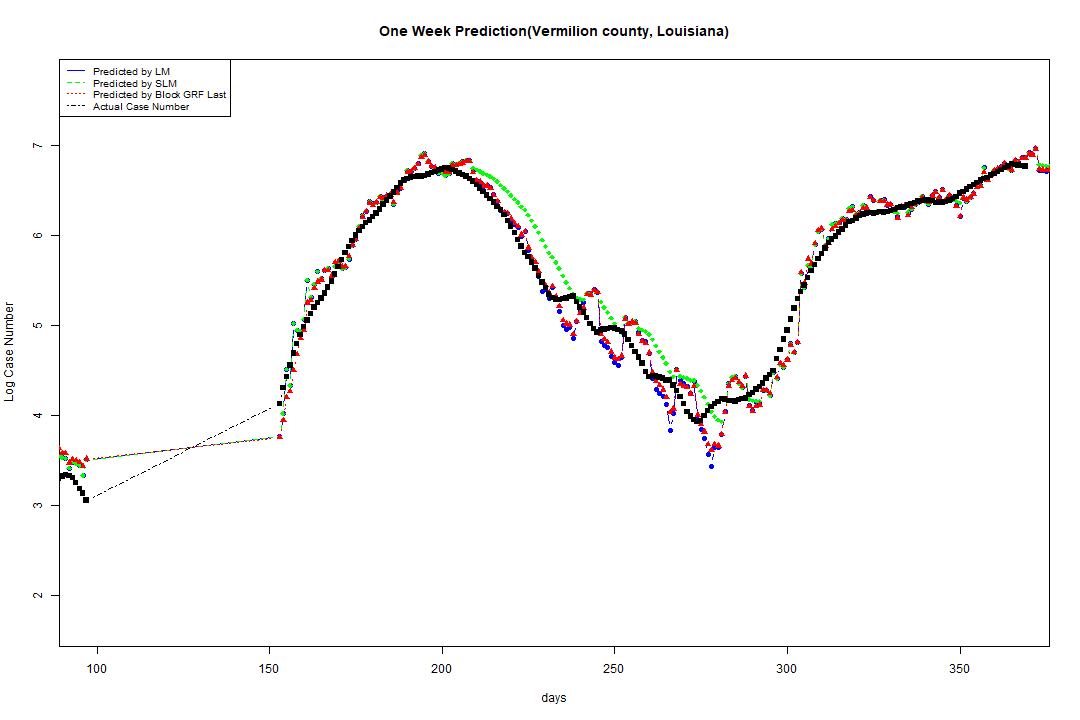 One Week Prediction(Vermilion county, Louisiana)
Predicted by LM
Predicted by SLM
Predicted by Block GRF Last
Actual Case Number
7
6
5
4
3
2
Log Case Number
100 150 200 250 300 350
days